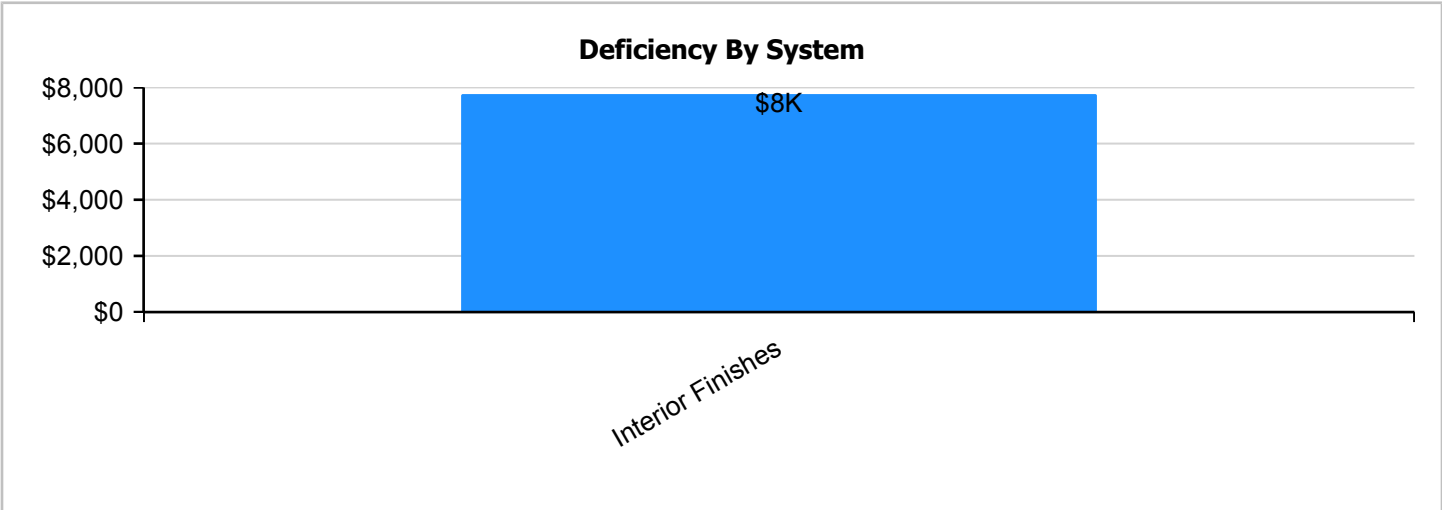 Deficiency By System
$8,000
$8K
$6,000
$4,000
$2,000
$0
Interior Finishes